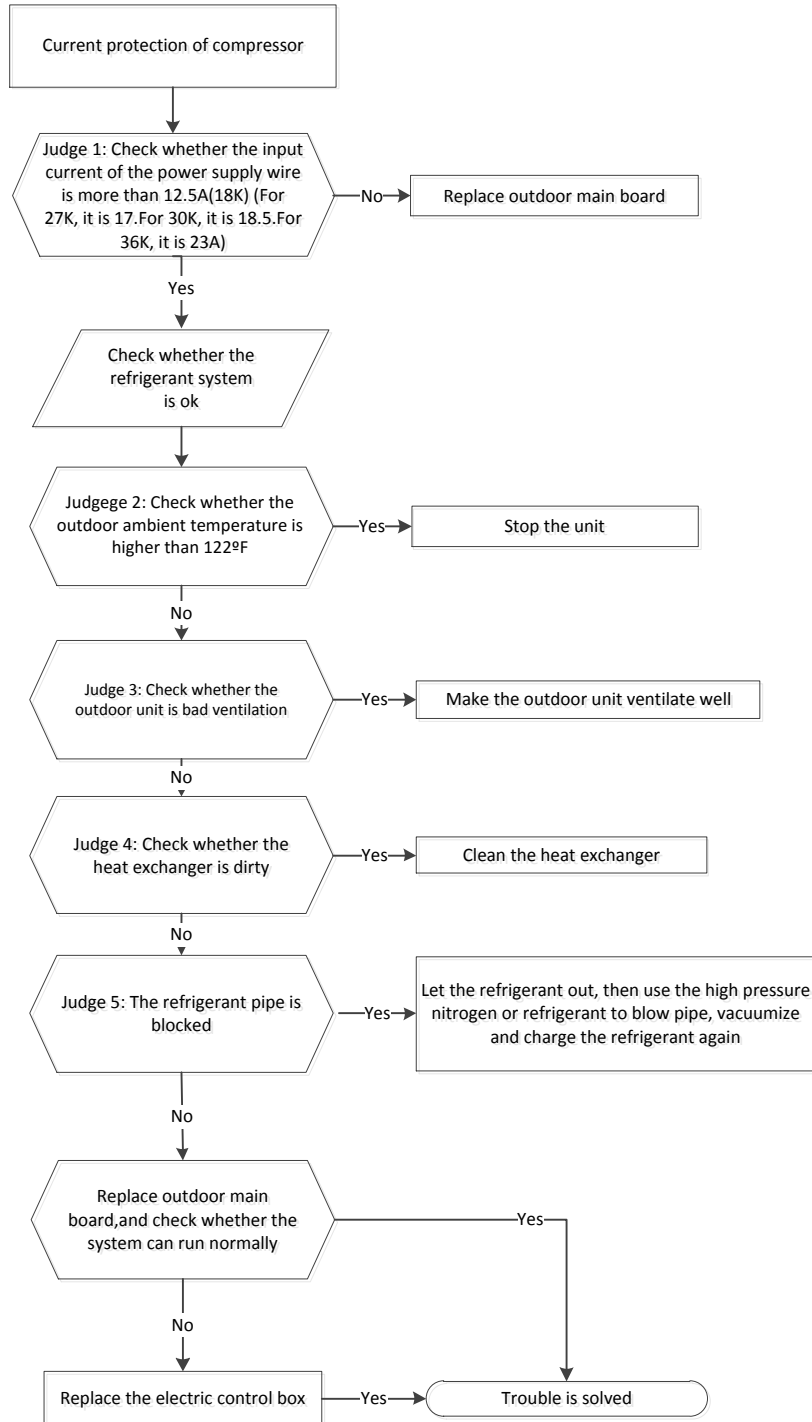 Current protection of compressor
Judge 1: Check whether the input
current of the power supply wire
is more than 12.5A(18K) (For
27K, it is 17.For 30K, it is 18.5.For
36K, it is 23A)
No
Replace outdoor main board
Yes
Check whether the
refrigerant system
is ok
Judgege 2: Check whether the
outdoor ambient temperature is
higher than 122ºF
Yes
Stop the unit
No
Judge 3: Check whether the
outdoor unit is bad ventilation
Yes
Make the outdoor unit ventilate well
No
Judge 4: Check whether the
heat exchanger is dirty
Yes
Clean the heat exchanger
No
Judge 5: The refrigerant pipe is
blocked
Yes
Let the refrigerant out, then use the high pressure
nitrogen or refrigerant to blow pipe, vacuumize
and charge the refrigerant again
No
Replace outdoor main
board,and check whether the
system can run normally
Yes
No
Replace the electric control box
Yes
Trouble is solved